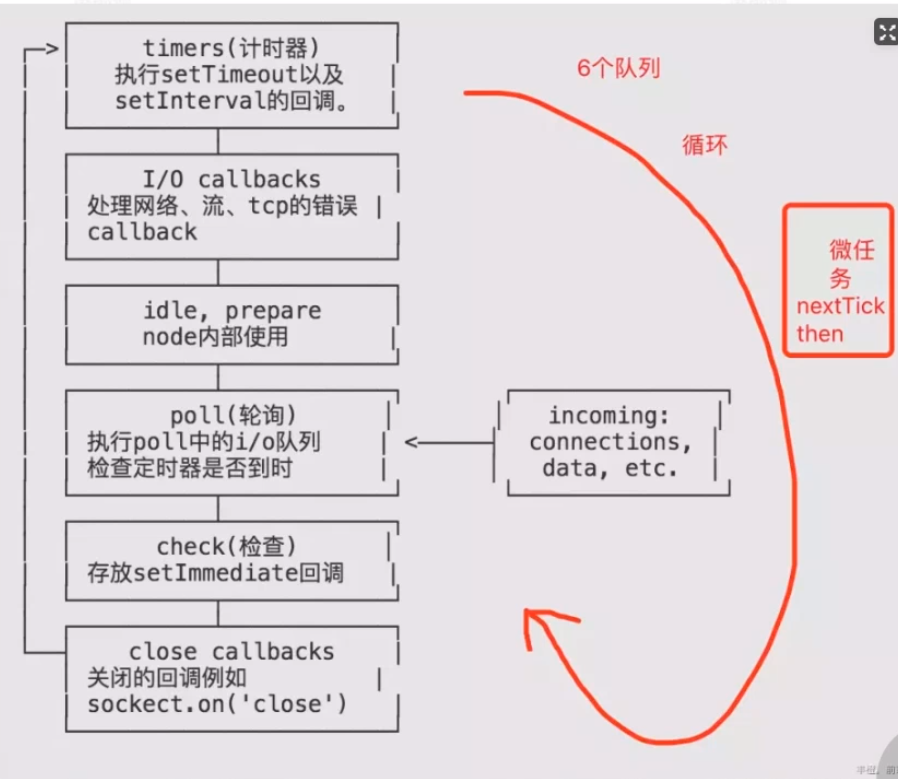 timers(计时器)
执行setTimeout以及
setInterval的回调。
6个队列
循环
I/O callbacks
处理网络、流、tcp的错误
callback
微任
务
nextTick
then
idle, prepare
node内部使用
poll(轮询)
执行poll中的i/o队列
检查定时器是否到时
incoming:
connections,
data, etc.
check(检查)
存放setImmediate回调
close callbacks
关闭的回调例如
sockect.on('close')